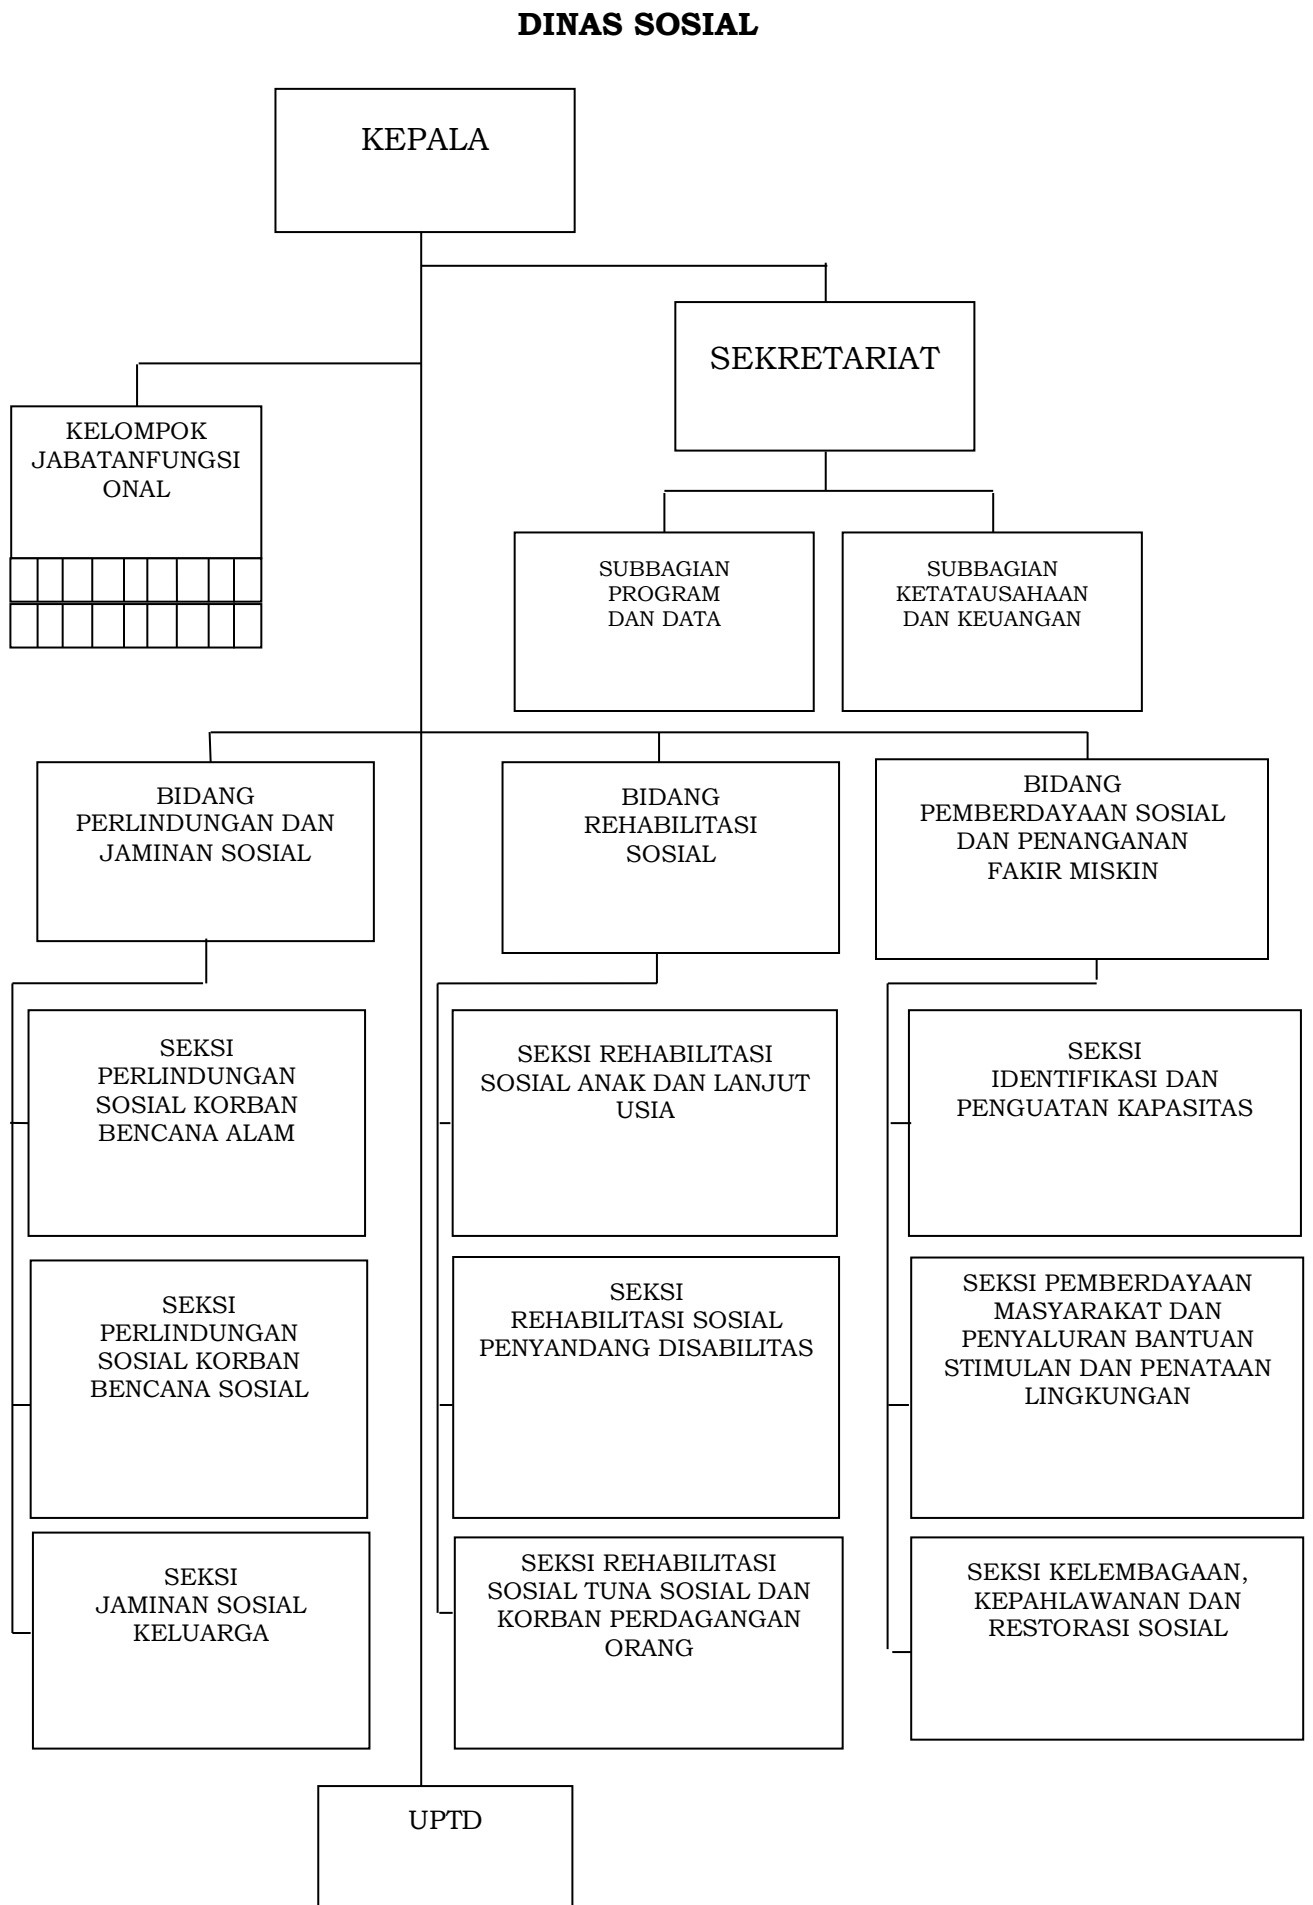 DINAS SOSIAL
KEPALA
SEKRETARIAT
KELOMPOK
JABATANFUNGSI
ONAL
SUBBAGIAN
PROGRAM
DAN DATA
SUBBAGIAN
KETATAUSAHAAN
DAN KEUANGAN
BIDANG
PERLINDUNGAN DAN
JAMINAN SOSIAL
BIDANG
REHABILITASI
SOSIAL
BIDANG
PEMBERDAYAAN SOSIAL
DAN PENANGANAN
FAKIR MISKIN
SEKSI
PERLINDUNGAN
SOSIAL KORBAN
BENCANA ALAM
SEKSI REHABILITASI
SOSIAL ANAK DAN LANJUT
USIA
SEKSI
IDENTIFIKASI DAN
PENGUATAN KAPASITAS
SEKSI
PERLINDUNGAN
SOSIAL KORBAN
BENCANA SOSIAL
SEKSI
REHABILITASI SOSIAL
PENYANDANG DISABILITAS
SEKSI PEMBERDAYAAN
MASYARAKAT DAN
PENYALURAN BANTUAN
STIMULAN DAN PENATAAN
LINGKUNGAN
SEKSI
JAMINAN SOSIAL
KELUARGA
SEKSI REHABILITASI
SOSIAL TUNA SOSIAL DAN
KORBAN PERDAGANGAN
ORANG
SEKSI KELEMBAGAAN,
KEPAHLAWANAN DAN
RESTORASI SOSIAL
UPTD